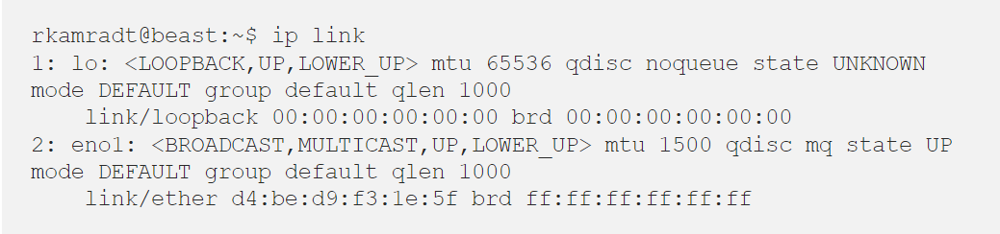 rkamradt@beast:~$ ip link
1: lo: <LOOPBACK,UP,LOWER_UP> mtu 65536 qdisc noqueue state UNKNOWN
mode DEFAULT group default qlen 1000
link/loopback 00:00:00:00:00:00 brd 00:00:00:00:00:00
2: eno1: <BROADCAST,MULTICAST,UP,LOWER_UP> mtu 1500 qdisc mq state UP
mode DEFAULT group default qlen 1000
link/ether d4:be:d9:f3:1e:5f brd ff:ff:ff:ff:ff:ff